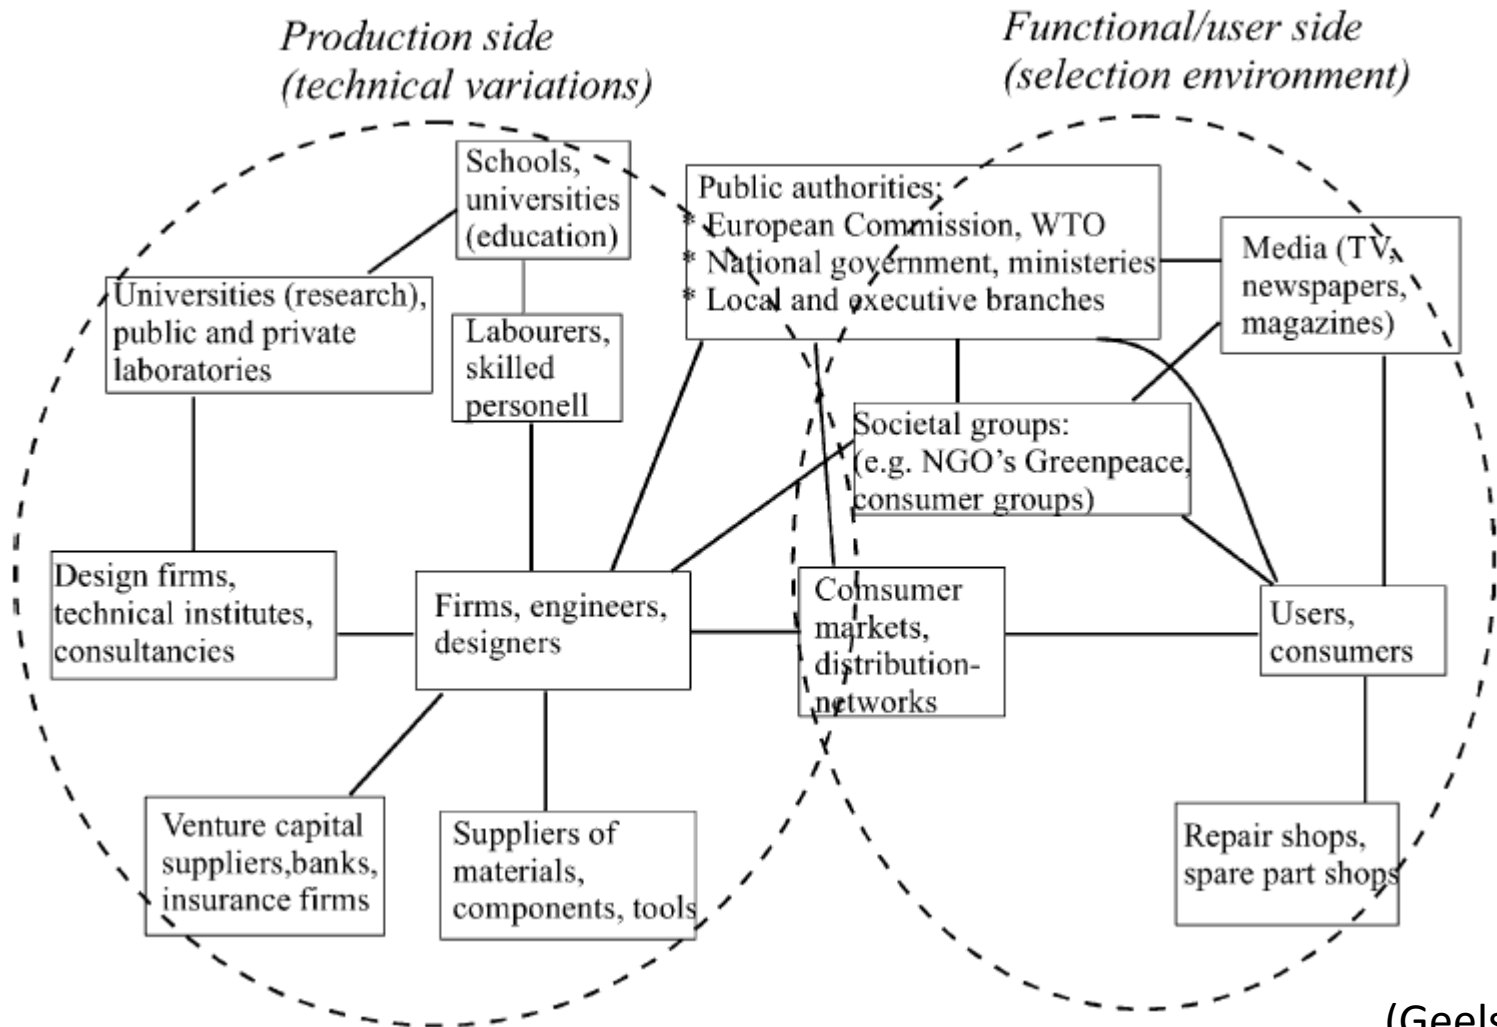 Production side
(technical variations)
Functional/user side
(selection environment)
Schools,
universities
(education)
Public authorities:
* European Commission, WTO
* National government, ministeries
* Local and executive branches
Media (TV,
newspapers,
magazines)
Universities (research),
public and private
laboratories
Labourers,
skilled
personell
Societal groups:
(e.g. NGO's Greenpeace,
consumer groups)
Design firms,
technical institutes,
consultancies
Firms, engineers,
designers
Comsumer
markets,
distribution-
networks
Users,
consumers
Venture capital
suppliers,banks,
insurance firms
Suppliers of
materials,
components, tools
Repair shops,
spare part shops
(Geels